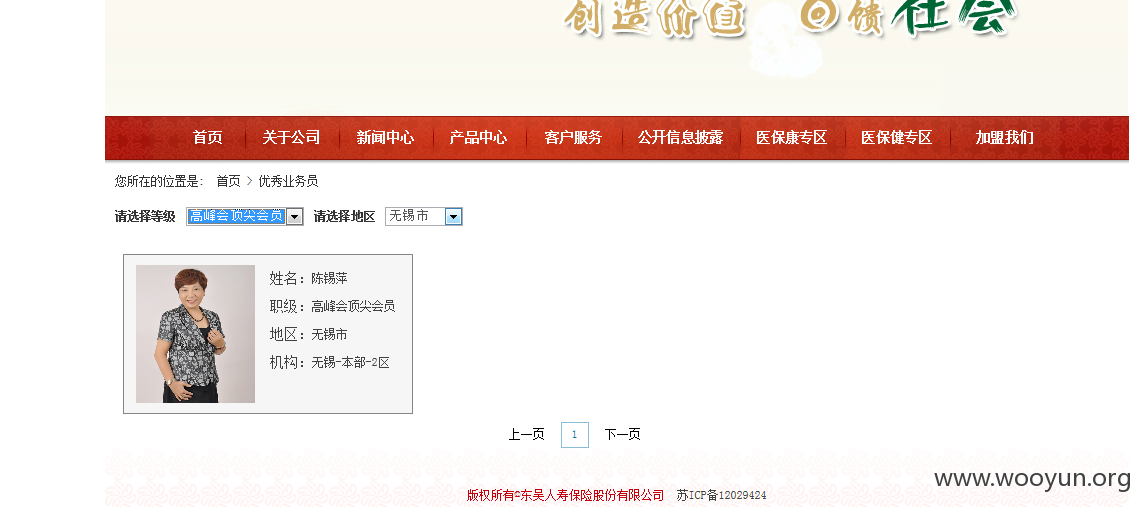 创造价值 回馈社会
首页 关于公司 新闻中心 产品中心 客户服务 公开信息披露 医保康专区 医保健专区 加盟我们
您所在的位置是： 首页 > 优秀业务员
请选择等级 高峰会顶尖会员 请选择地区 无锡市
姓名：陈锡萍
职级：高峰会顶尖会员
地区：无锡市
机构：无锡-本部-2区
上一页 1 下一页
www.wooyun.org
版权所有©东吴人寿保险股份有限公司 苏ICP备12029424